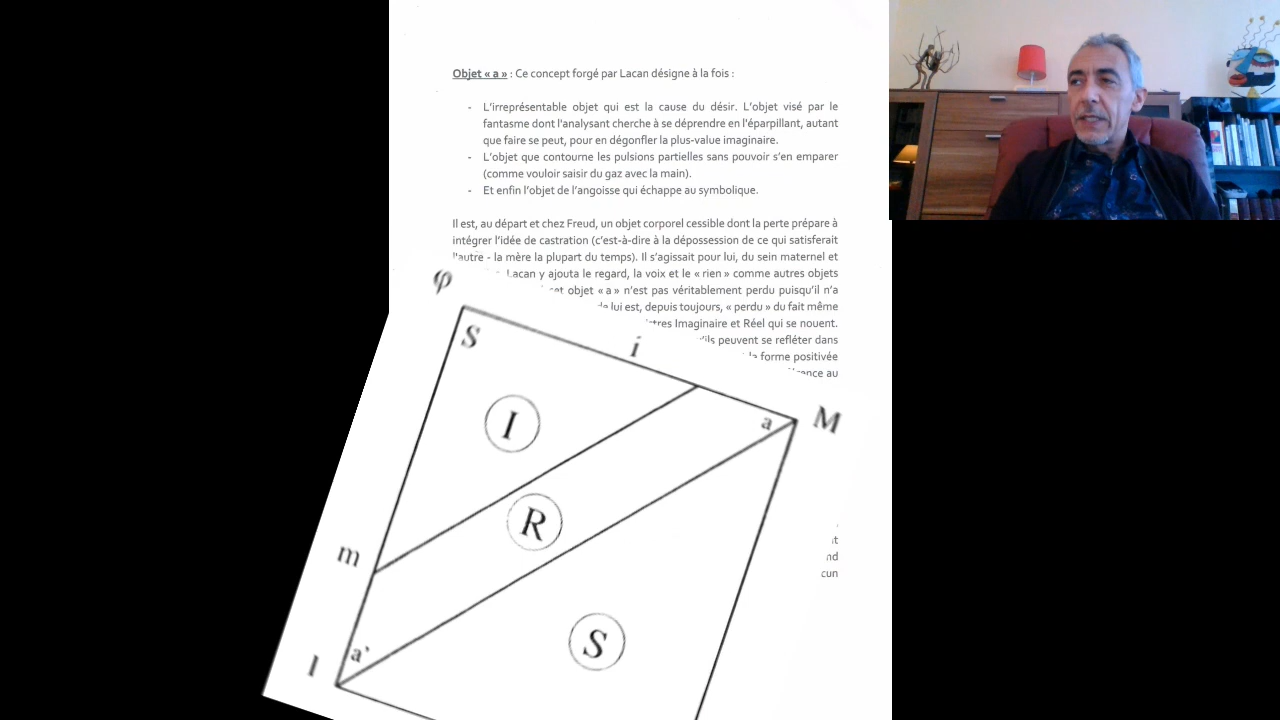 Objet « a » : Ce concept forgé par Lacan désigne à la fois :
- L'irreprésentable objet qui est la cause du désir. L'objet visé par le
fantasme dont l'analysant cherche à se déprendre en l'éparpillant, autant
que faire se peut, pour en dégonfler la plus-value imaginaire.
- L'objet que contourne les pulsions partielles sans pouvoir s'en emparer
(comme vouloir saisir du gaz avec la main).
- Et enfin l'objet de l'angoisse qui échappe au symbolique.
Il est, au départ et chez Freud, un objet corporel cessible dont la perte prépare à
intégrer l'idée de castration (c'est-à-dire à la dépossession de ce qui satisferait
l'autre - la mère la plupart du temps). Il s'agissait pour lui, du sein maternel et
Lacan y ajouta le regard, la voix et le « rien » comme autres objets
objet « a » n'est pas véritablement perdu puisqu'il n'a
de lui est, depuis toujours, « perdu » du fait même
Imaginaire et Réel qui se nouent.
qu'ils peuvent se refléter dans
la forme positivée
au
φ
S
i
I
a
M
R
m
S
a'
I